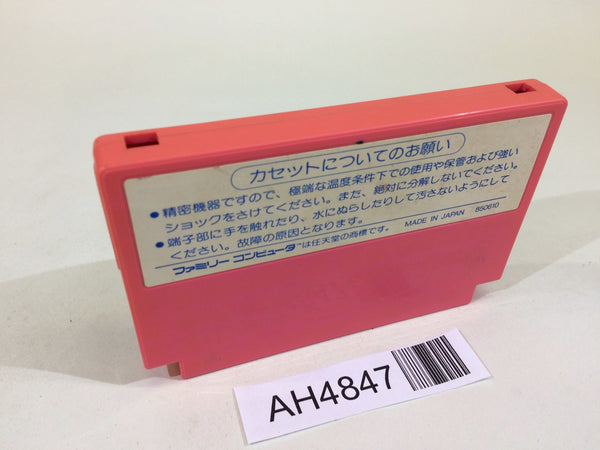 カセットについてのお願い
●精密機器ですので、極端な温度条件下での使用や保管および強い
ショックをさけてください。また、絶対に分解しないでください。
●端子部に手を触れたり、水にぬらしたりして汚さないようにして
ください。故障の原因となります。
MADE IN JAPAN 850610
ファミリー コンピュータ™は任天堂の商標です。
AH4847